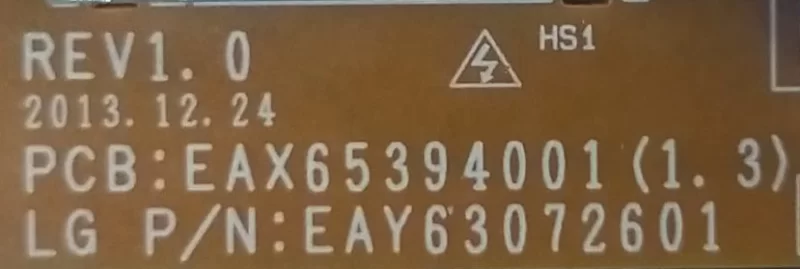 HS1
REV1. 0
2013.12.24
PCB:EAX65394001(1. 3)
LG P/N:EAY63072601